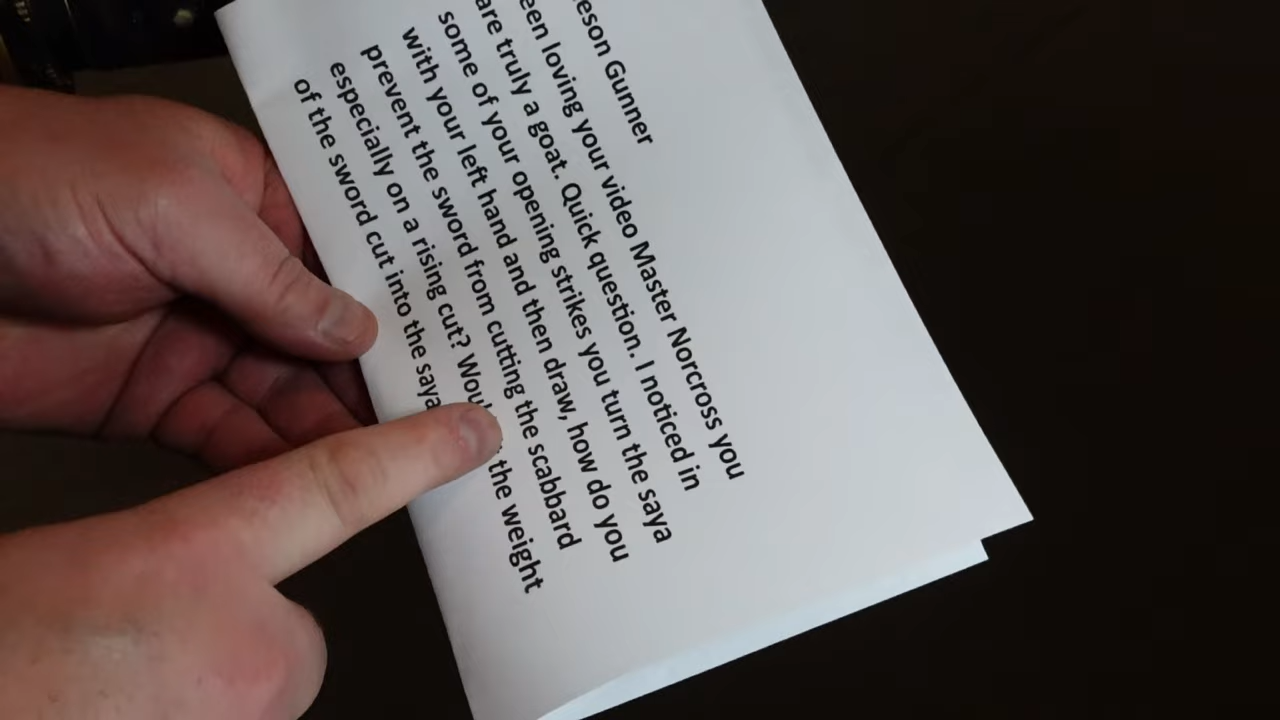 eson Gunner
een loving your video Master Norcross you
are truly a goat. Quick question. I noticed in
some of your opening strikes you turn the saya
with your left hand and then draw, how do you
prevent the sword from cutting the scabbard
especially on a rising cut? the weight
of the sword cut into the saya